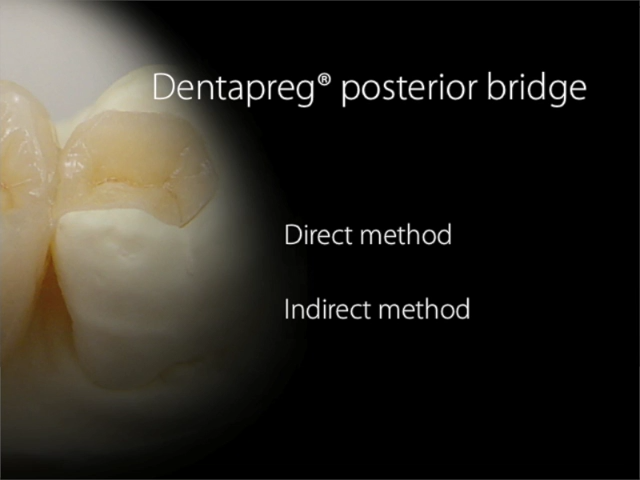 Dentapreg® posterior bridge
Direct method
Indirect method